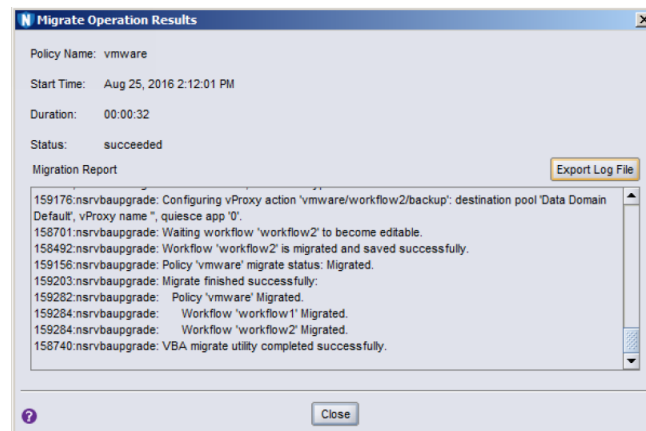 N Migrate Operation Results
Policy Name: vmware
Start Time: Aug 25, 2016 2:12:01 PM
Duration: 00:00:32
Status: succeeded
Migration Report
Export Log File
159176:nsrvbaupgrade: Configuring vProxy action 'vmware/workflow2/backup': destination pool 'Data Domain
Default', vProxy name '', quiesce app '0'.
158701:nsrvbaupgrade: Waiting workflow 'workflow2' to become editable.
158492:nsrvbaupgrade: Workflow 'workflow2' is migrated and saved successfully.
159156:nsrvbaupgrade: Policy 'vmware' migrate status: Migrated.
159203:nsrvbaupgrade: Migrate finished successfully:
159282:nsrvbaupgrade: Policy 'vmware' Migrated.
159284:nsrvbaupgrade: Workflow 'workflow1' Migrated.
159284:nsrvbaupgrade: Workflow 'workflow2' Migrated.
158740:nsrvbaupgrade: VBA migrate utility completed successfully.
? Close